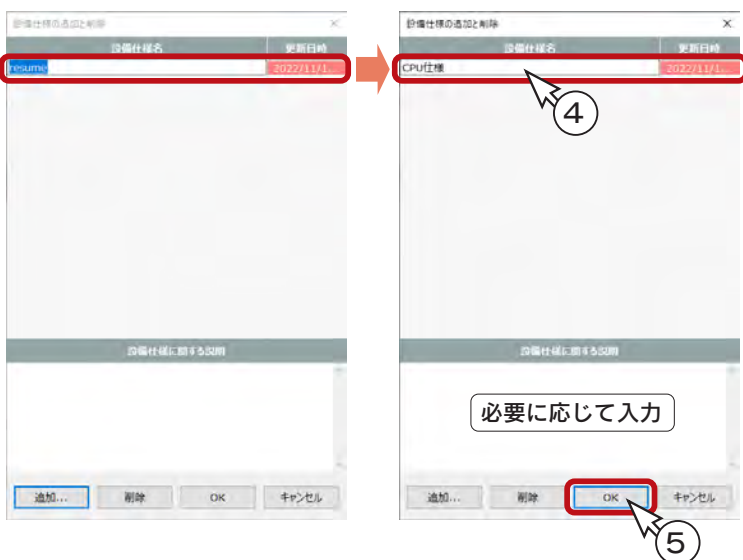 設備仕様の追加と削除
設備仕様名 更新日時
resume 2022/11/1...
設備仕様に関する説明
追加... 削除 OK キャンセル
設備仕様の追加と削除
設備仕様名 更新日時
CPU仕様 2022/11/1...
④
設備仕様に関する説明
必要に応じて入力
追加... 削除 OK キャンセル
⑤